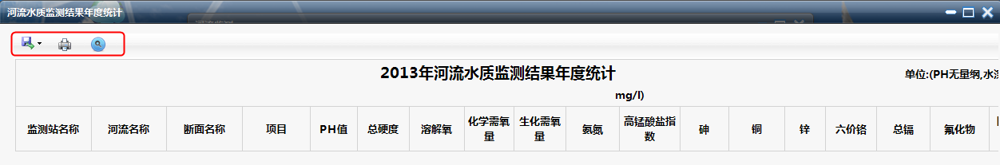 河流水质监测结果年度统计
2013年河流水质监测结果年度统计
单位:(PH无量纲,水
mg/l)
监测站名称 河流名称 断面名称 项目 PH值 总硬度 溶解氧 化学需氧量 生化需氧量 氨氮 高锰酸盐指数 砷 铜 锌 六价铬 总镉 氟化物